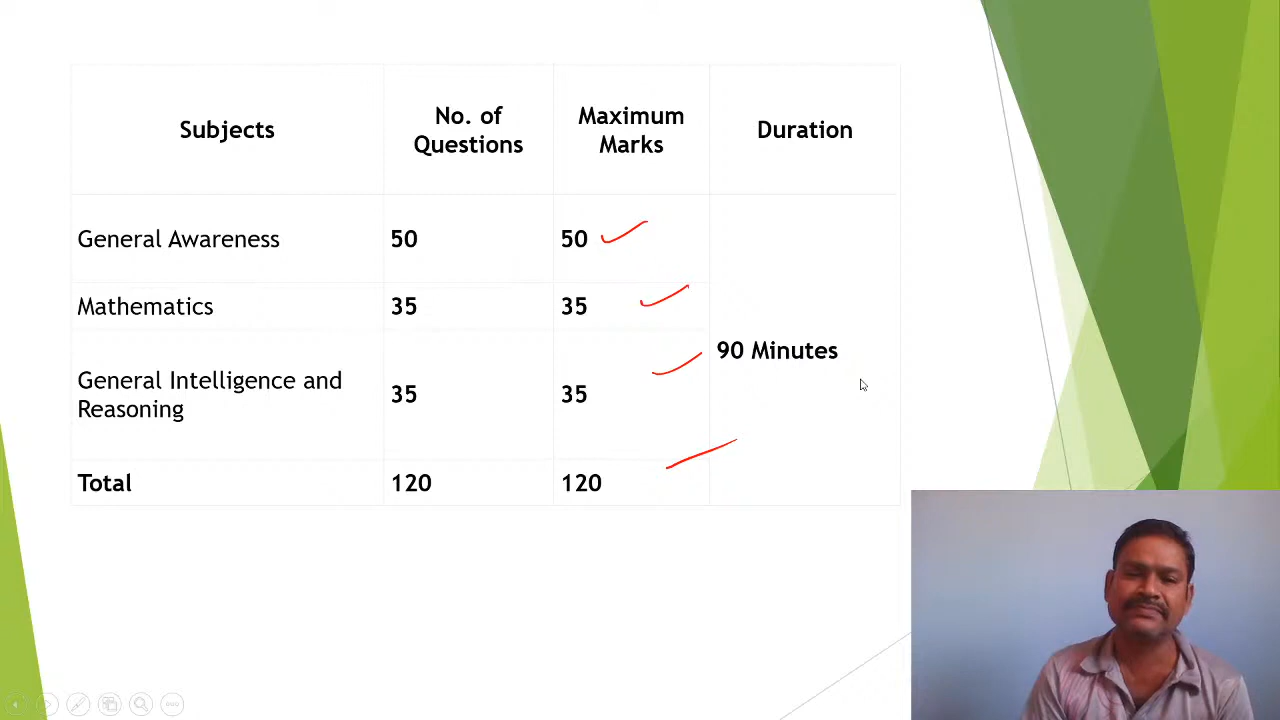 Subjects
No. of
Questions
Maximum
Marks
Duration
General Awareness
50
50
Mathematics
35
35
90 Minutes
General Intelligence and
Reasoning
35
35
Total
120
120